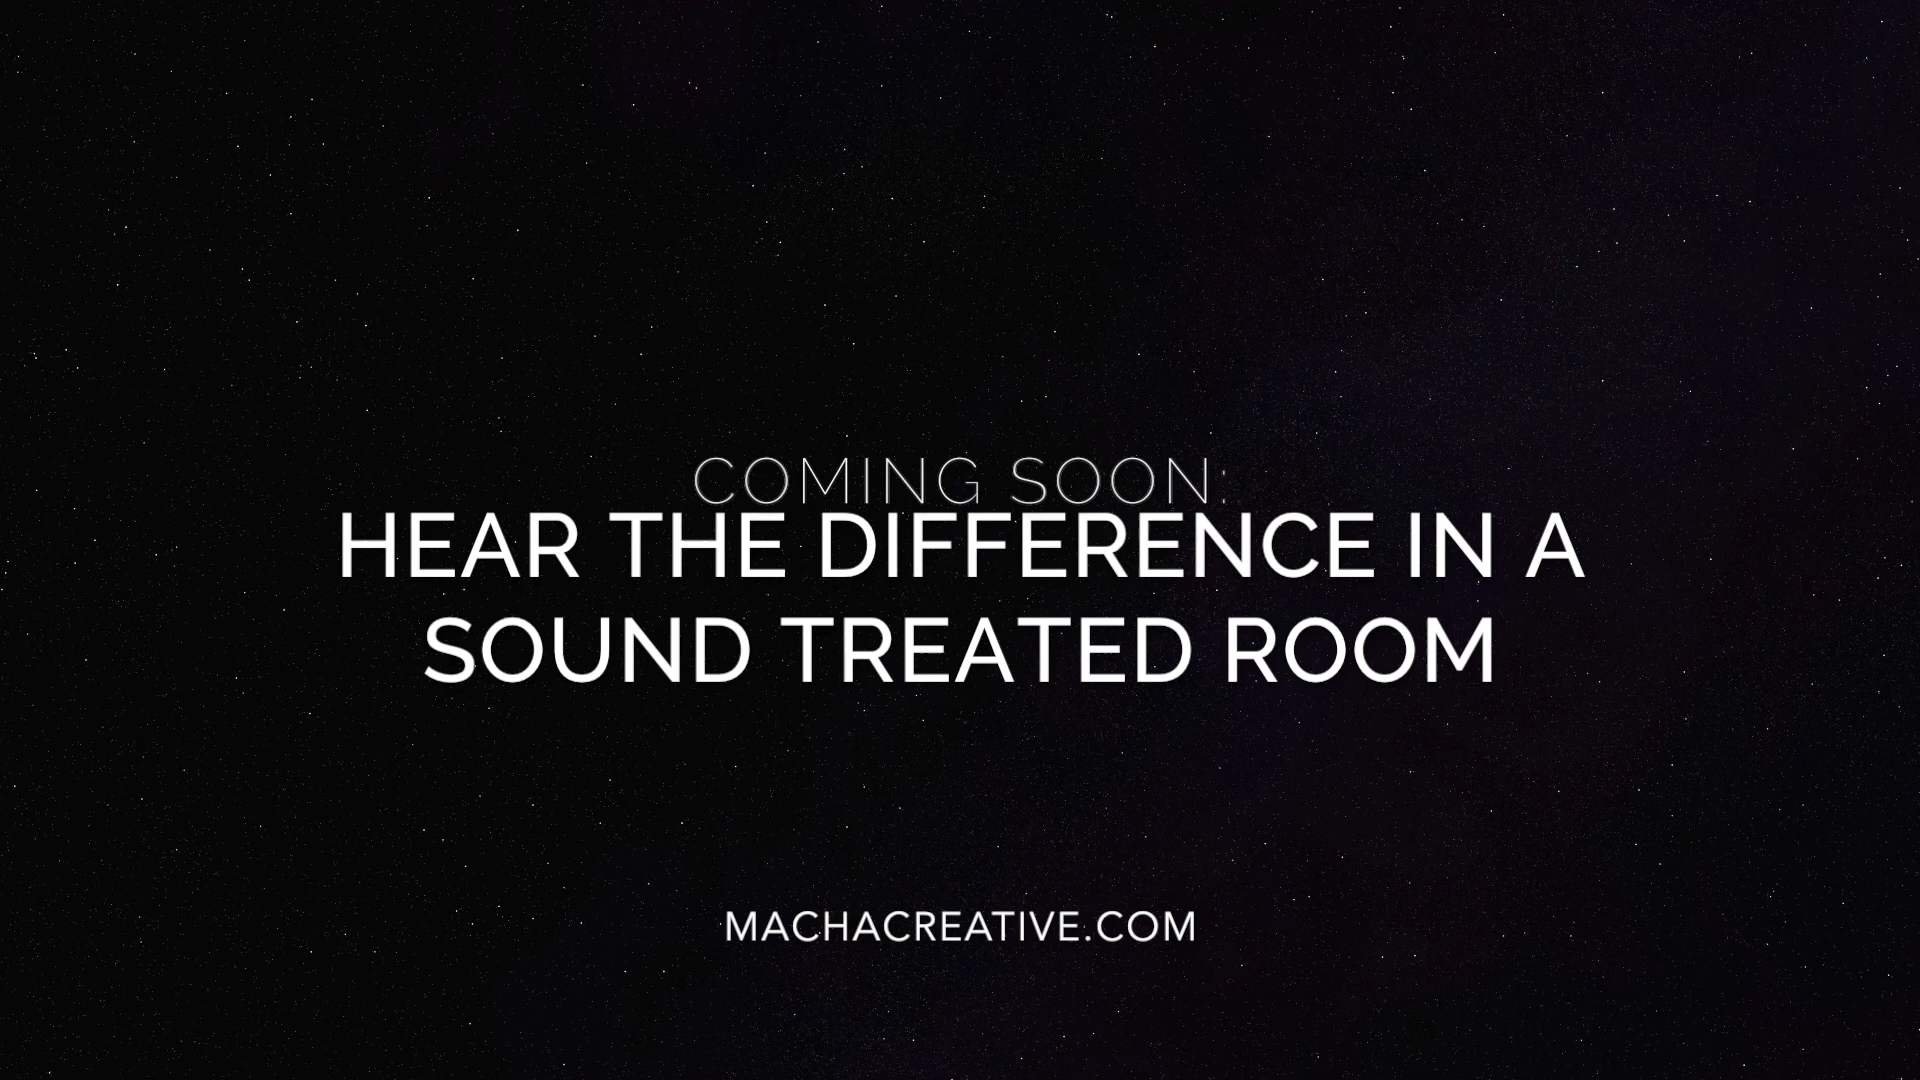 COMING SOON:
HEAR THE DIFFERENCE IN A
SOUND TREATED ROOM
MACHACREATIVE.COM